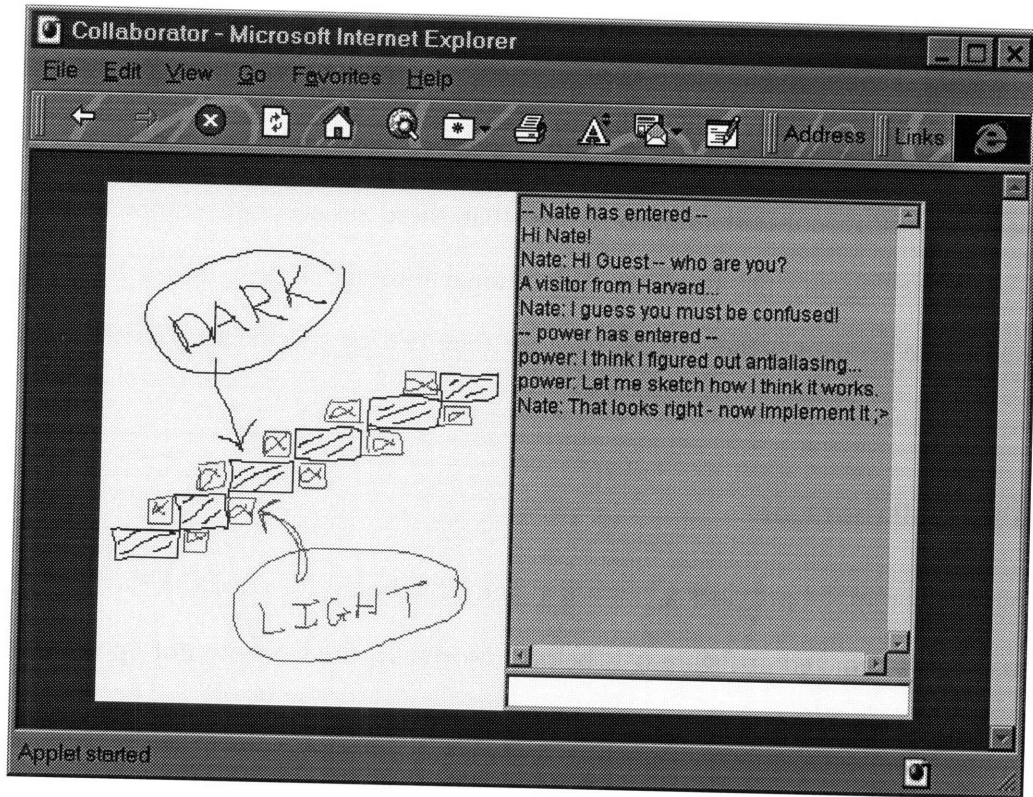 Collaborator - Microsoft Internet Explorer
File Edit View Go Favorites Help
Address Links
DARK
LIGHT
-- Nate has entered --
Hi Nate!
Nate: Hi Guest -- who are you?
A visitor from Harvard...
Nate: I guess you must be confused!
-- power has entered --
power: I think I figured out antialiasing...
power: Let me sketch how I think it works.
Nate: That looks right - now implement it ;>
Applet started